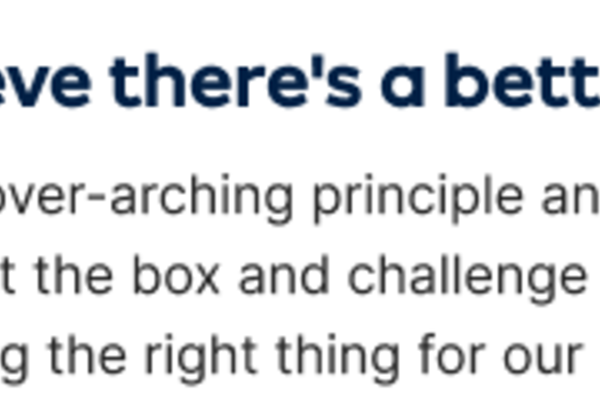 eve there's a bett
over-arching principle an
t the box and challenge
g the right thing for our